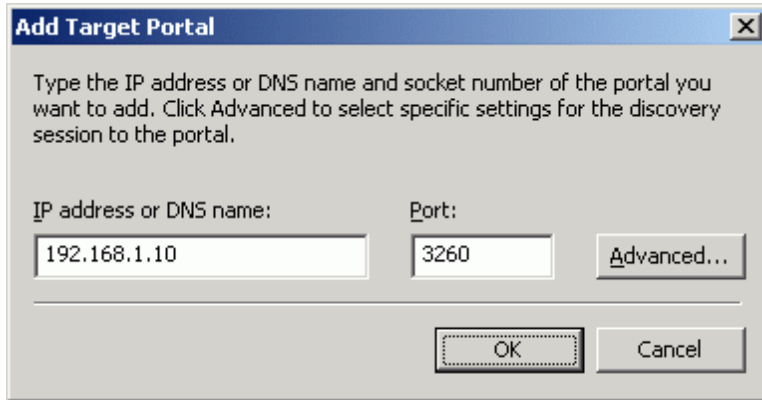 Add Target Portal
Type the IP address or DNS name and socket number of the portal you
want to add. Click Advanced to select specific settings for the discovery
session to the portal.
IP address or DNS name:
Port:
192.168.1.10
3260
Advanced...
OK
Cancel